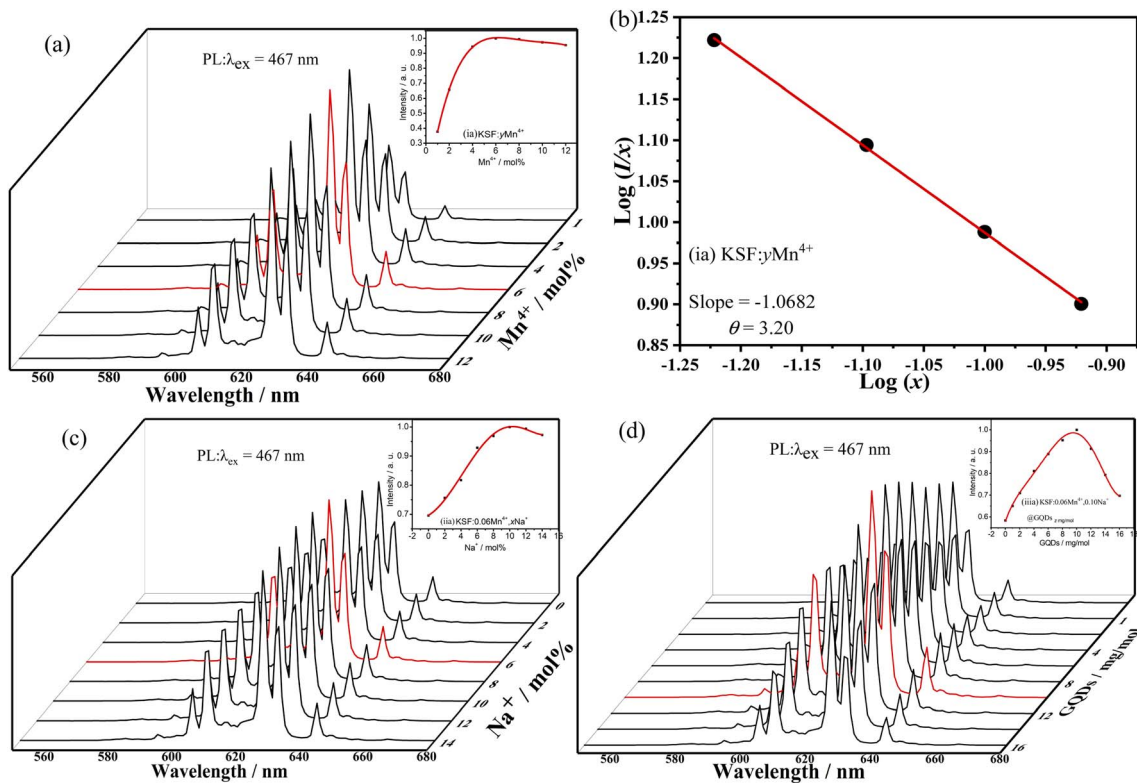 (a)
PL:λex = 467 nm
1.0
0.9
0.8
0.7
0.6
0.5
0.4
0.3
Intensity / a. u.
(ia)KSF:yMn⁴⁺
0 2 4 6 8 10 12
Mn⁴⁺/ mol%
1
2
4
6
8
10
12
Mn⁴⁺/ mol%
560 580 600 620 640 660 680
Wavelength / nm
(b)
1.25
1.20
1.15
1.10
1.05
1.00
0.95
0.90
0.85
Log (I/x)
(ia) KSF:yMn⁴⁺
Slope = -1.0682
θ = 3.20
-1.25 -1.20 -1.15 -1.10 -1.05 -1.00 -0.95 -0.90
Log (x)
(c)
PL:λex = 467 nm
1.0
0.9
0.8
0.7
Intensity / a. u.
(iia)KSF:0.06Mn⁴⁺,xNa⁺
0 2 4 6 8 10 12 14 16
Na⁺ / mol%
0
2
4
6
8
10
12
14
Na⁺ / mol%
560 580 600 620 640 660 680
Wavelength / nm
(d)
PL:λex = 467 nm
1.0
0.9
0.8
0.7
0.6
Intensity / a. u.
(iiia)KSF:0.06Mn⁴⁺,0.10Na⁺
@GQDs
-2 0 2 4 6 8 10 12 14 16 18
GQDs / mg/mol
1
4
8
12
16
GQDs / mg/mol
560 580 600 620 640 660 680
Wavelength / nm